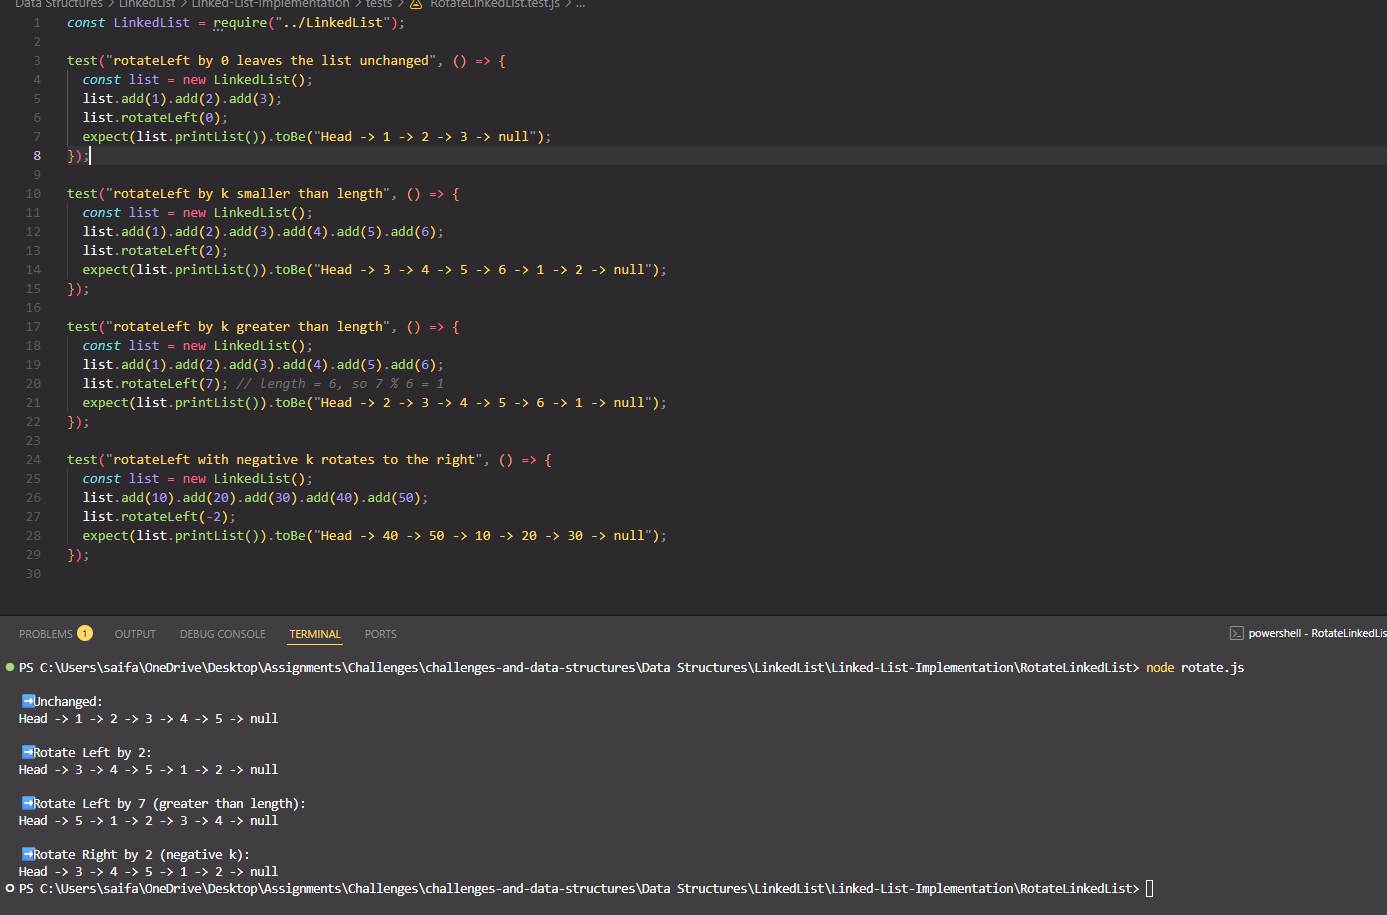 Data Structures > LinkedList > Linked-List-Implementation > tests > RotateLinkedList.test.js > ...
1 const LinkedList = require("../LinkedList");
2
3 test("rotateLeft by 0 leaves the list unchanged", () => {
4 const list = new LinkedList();
5 list.add(1).add(2).add(3);
6 list.rotateLeft(0);
7 expect(list.printList()).toBe("Head -> 1 -> 2 -> 3 -> null");
8 });
9
10 test("rotateLeft by k smaller than length", () => {
11 const list = new LinkedList();
12 list.add(1).add(2).add(3).add(4).add(5).add(6);
13 list.rotateLeft(2);
14 expect(list.printList()).toBe("Head -> 3 -> 4 -> 5 -> 6 -> 1 -> 2 -> null");
15 });
16
17 test("rotateLeft by k greater than length", () => {
18 const list = new LinkedList();
19 list.add(1).add(2).add(3).add(4).add(5).add(6);
20 list.rotateLeft(7); // length = 6, so 7 % 6 = 1
21 expect(list.printList()).toBe("Head -> 2 -> 3 -> 4 -> 5 -> 6 -> 1 -> null");
22 });
23
24 test("rotateLeft with negative k rotates to the right", () => {
25 const list = new LinkedList();
26 list.add(10).add(20).add(30).add(40).add(50);
27 list.rotateLeft(-2);
28 expect(list.printList()).toBe("Head -> 40 -> 50 -> 10 -> 20 -> 30 -> null");
29 });
30
PROBLEMS 1 OUTPUT DEBUG CONSOLE TERMINAL PORTS powershell - RotateLinkedLis
PS C:\Users\saifa\OneDrive\Desktop\Assignments\Challenges\challenges-and-data-structures\Data Structures\LinkedList\Linked-List-Implementation\RotateLinkedList> node rotate.js
➡Unchanged:
Head -> 1 -> 2 -> 3 -> 4 -> 5 -> null
➡Rotate Left by 2:
Head -> 3 -> 4 -> 5 -> 1 -> 2 -> null
➡Rotate Left by 7 (greater than length):
Head -> 5 -> 1 -> 2 -> 3 -> 4 -> null
➡Rotate Right by 2 (negative k):
Head -> 3 -> 4 -> 5 -> 1 -> 2 -> null
PS C:\Users\saifa\OneDrive\Desktop\Assignments\Challenges\challenges-and-data-structures\Data Structures\LinkedList\Linked-List-Implementation\RotateLinkedList>